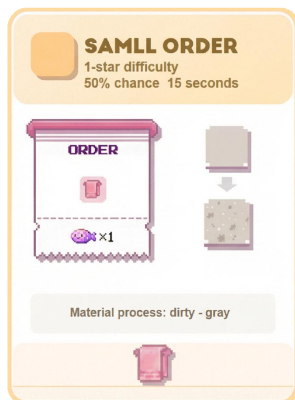 SAMLL ORDER
1-star difficulty
50% chance 15 seconds
ORDER
×1
Material process: dirty - gray